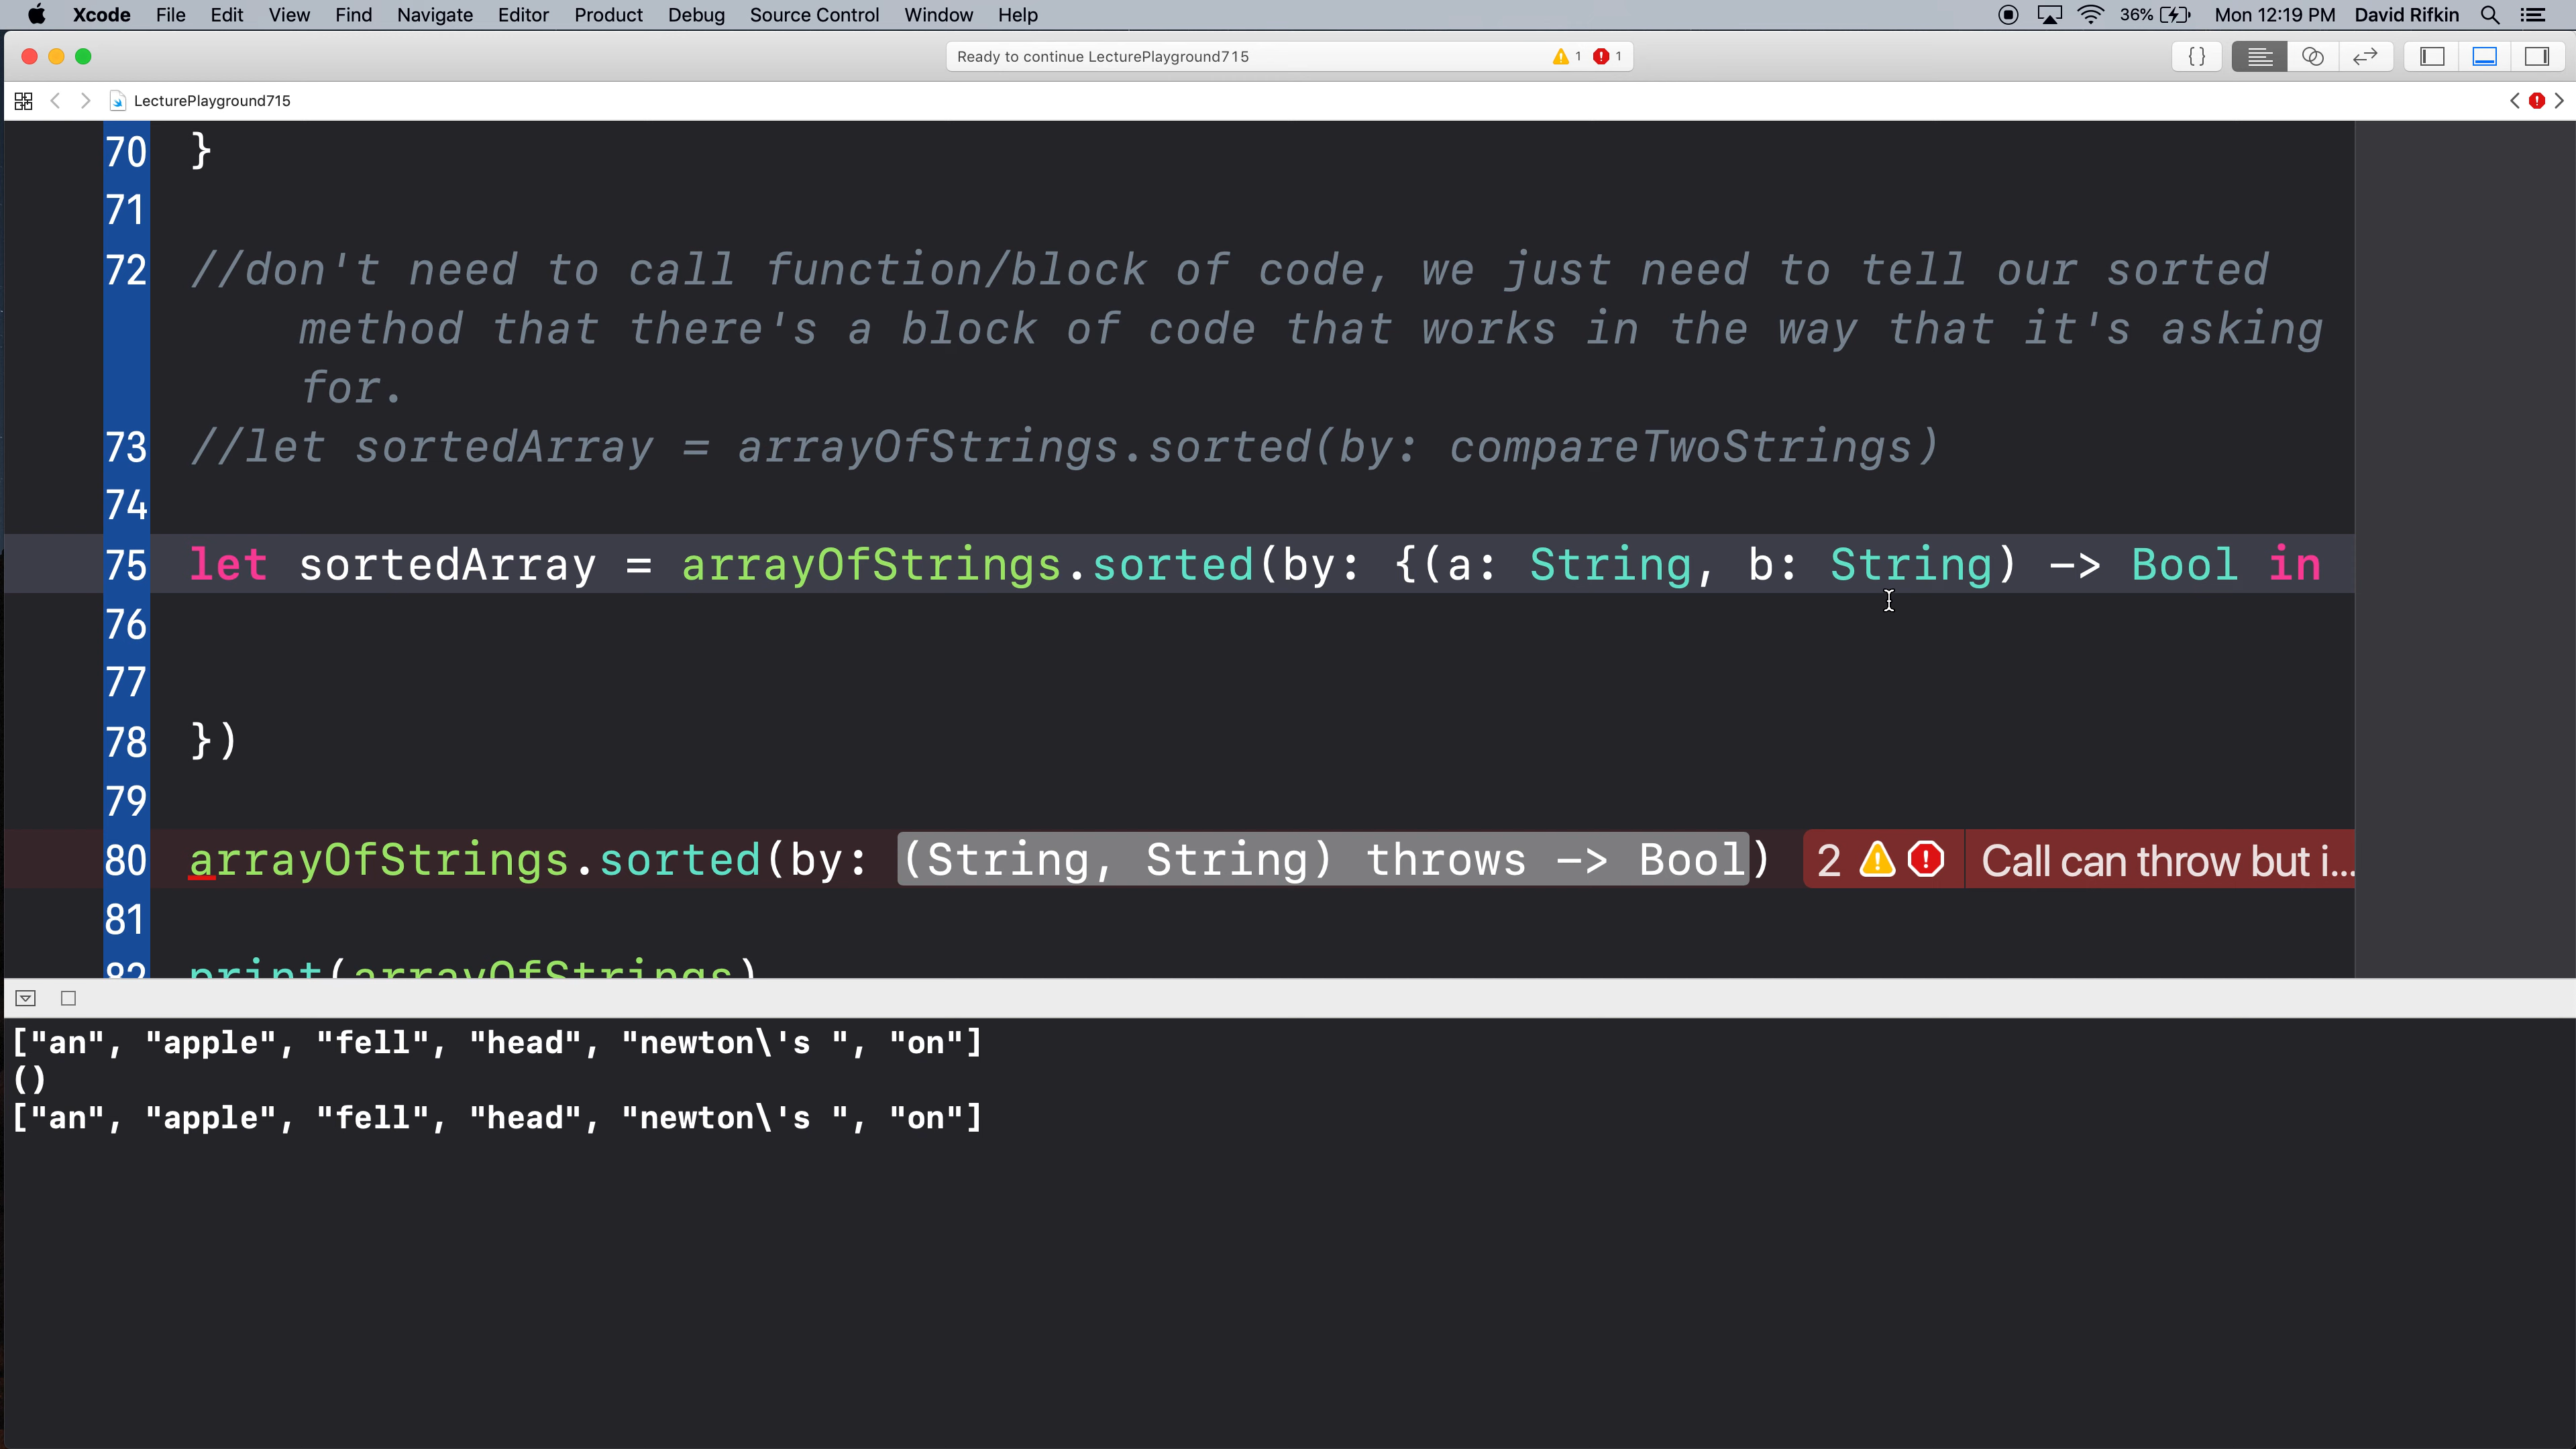 Xcode File Edit View Find Navigate Editor Product Debug Source Control Window Help 36% Mon 12:19 PM David Rifkin
Ready to continue LecturePlayground715 1 1 { }
LecturePlayground715
70 }
71
72 //don't need to call function/block of code, we just need to tell our sorted
method that there's a block of code that works in the way that it's asking
for.
73 //let sortedArray = arrayOfStrings.sorted(by: compareTwoStrings)
74
75 let sortedArray = arrayOfStrings.sorted(by: {(a: String, b: String) -> Bool in
76
77
78 })
79
80 arrayOfStrings.sorted(by: (String, String) throws -> Bool) 2 Call can throw but i...
81
82 print(arrayOfStrings)
["an", "apple", "fell", "head", "newton\'s ", "on"]
()
["an", "apple", "fell", "head", "newton\'s ", "on"]